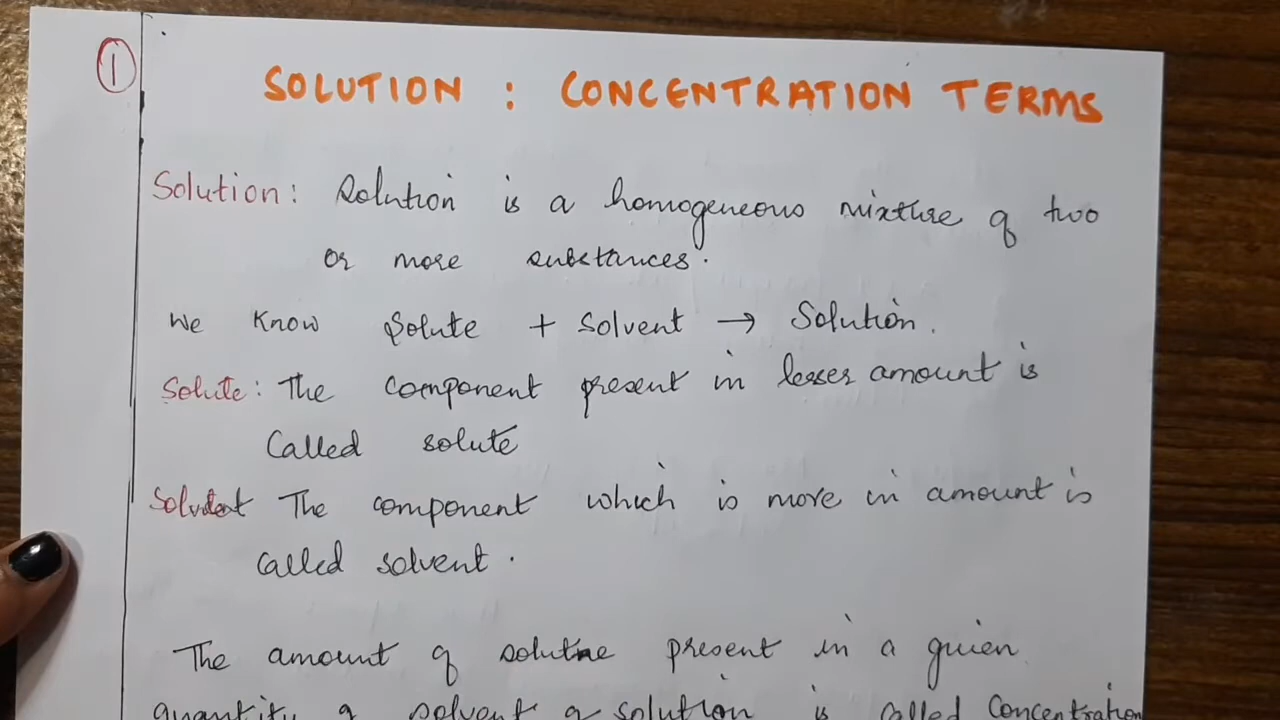 1
SOLUTION : CONCENTRATION TERMS
Solution: Solution is a homogeneous mixture of two
or more substances.
We know Solute + Solvent → Solution.
Solute: The component present in lesser amount is
called solute
Solvent The component which is more in amount is
called solvent.
The amount of solute present in a given
quantity of solvent or solution is called Concentration